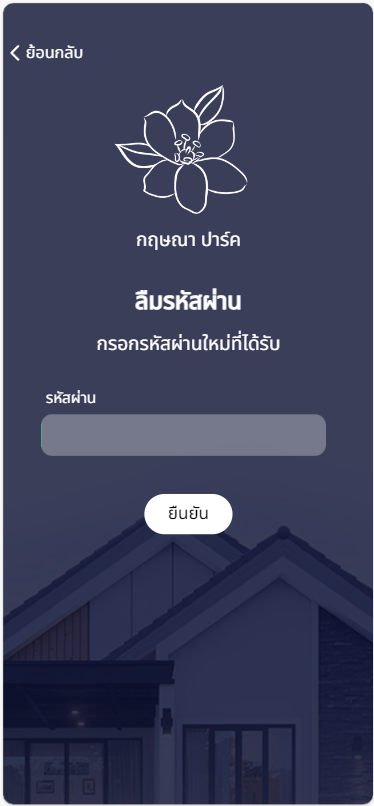 ย้อนกลับ
กฤษณา ปาร์ค
ลืมรหัสผ่าน
กรอกรหัสผ่านใหม่ที่ได้รับ
รหัสผ่าน
ยืนยัน